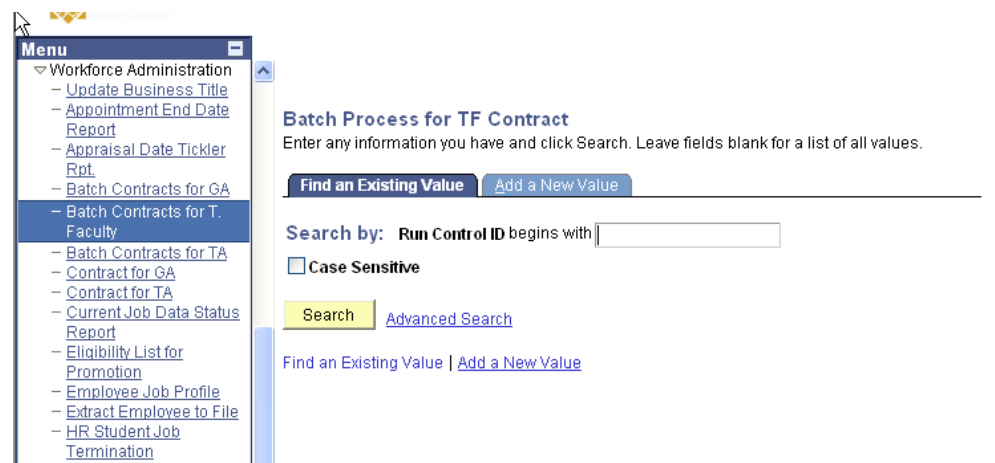 Menu
Workforce Administration
– Update Business Title
– Appointment End Date
Report
– Appraisal Date Tickler
Rpt.
– Batch Contracts for GA
– Batch Contracts for T.
Faculty
– Batch Contracts for TA
– Contract for GA
– Contract for TA
– Current Job Data Status
Report
– Eligibility List for
Promotion
– Employee Job Profile
– Extract Employee to File
– HR Student Job
Termination
Batch Process for TF Contract
Enter any information you have and click Search. Leave fields blank for a list of all values.
Find an Existing Value
Add a New Value
Search by: Run Control ID begins with
Case Sensitive
Search Advanced Search
Find an Existing Value | Add a New Value